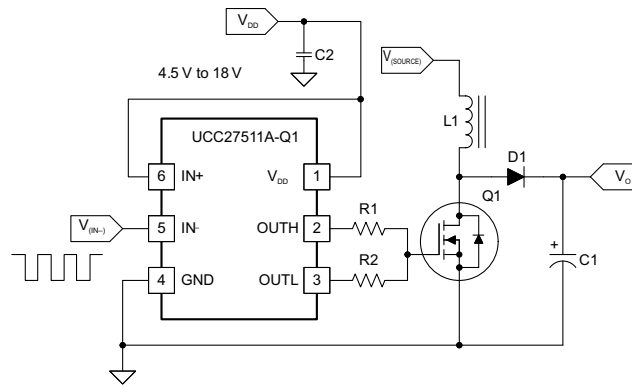 VDD
C2
V(SOURCE)
4.5 V to 18 V
L1
UCC27511A-Q1
D1
6 IN+ VDD 1
VO
Q1
V(IN–) 5 IN- OUTH 2 R1
+
C1
4 GND OUTL 3 R2